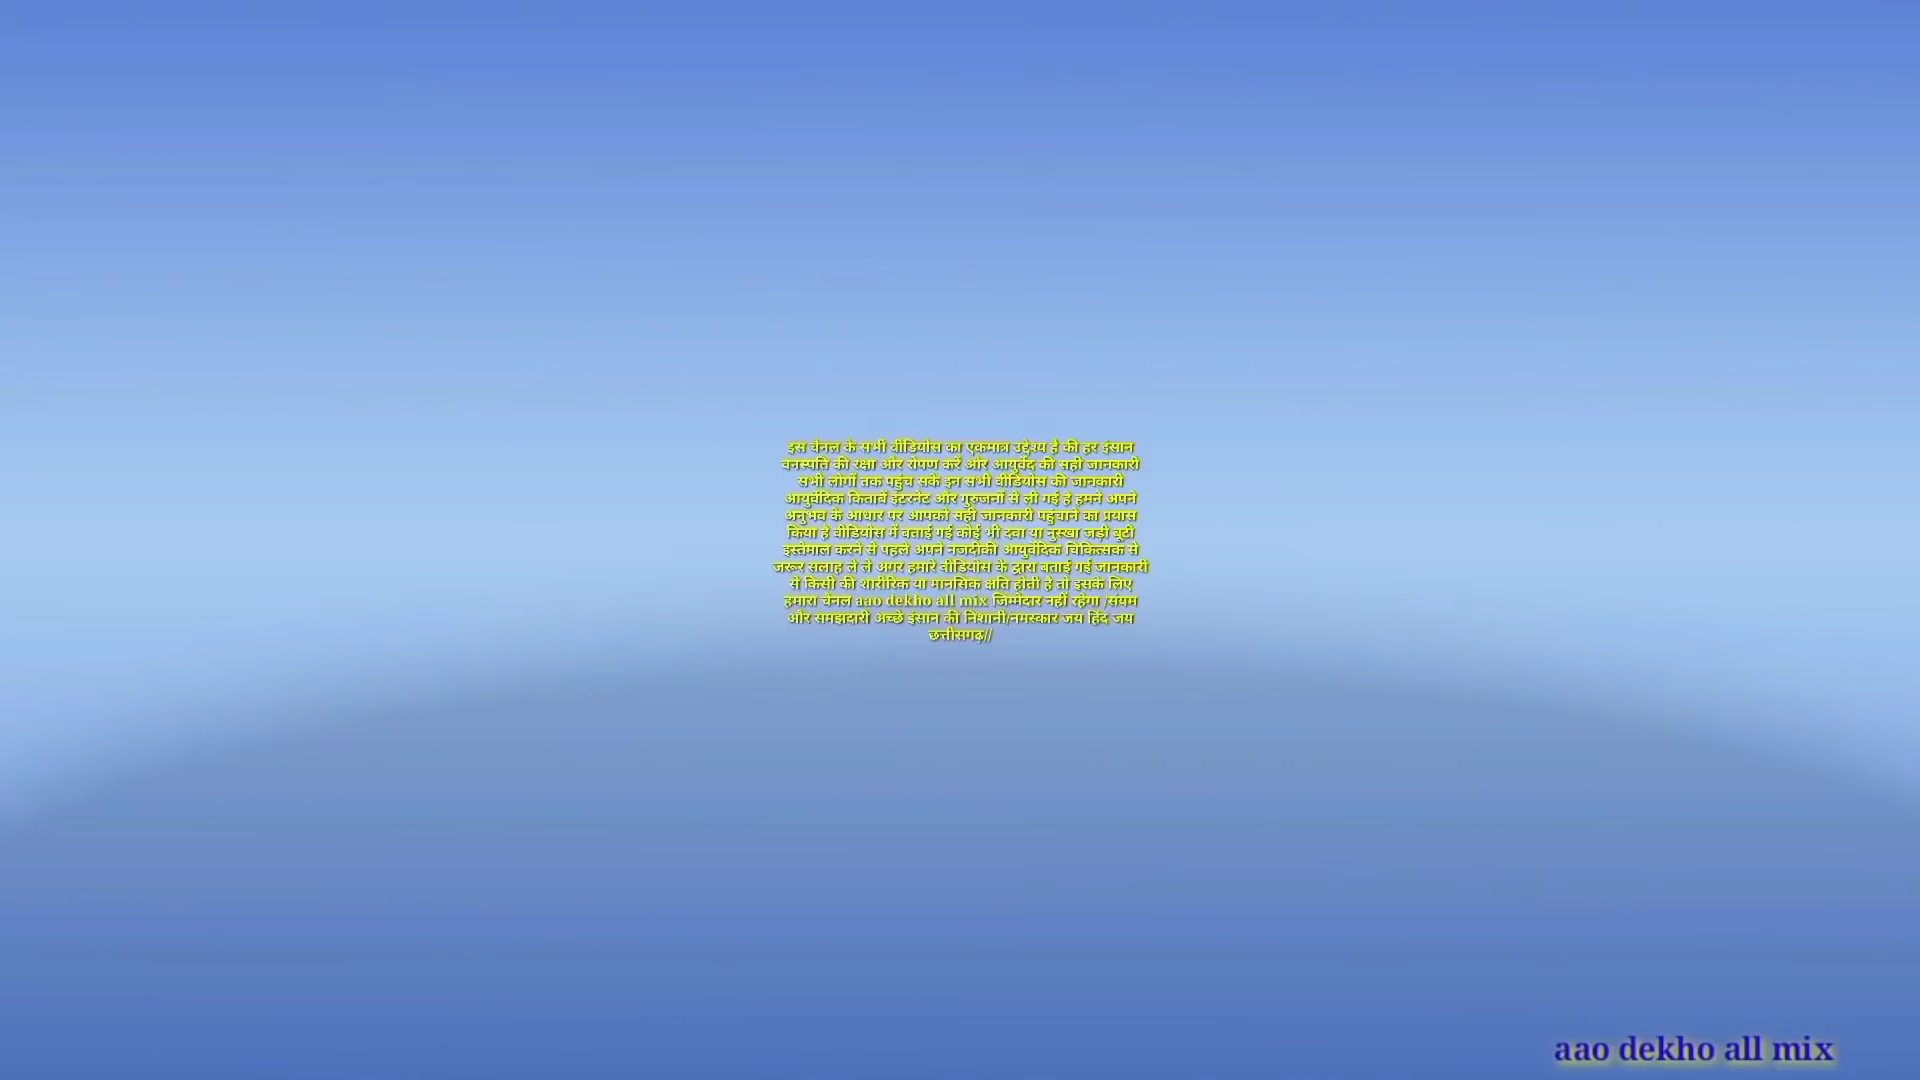 इस चैनल के सभी वीडियोस का एकमात्र उद्देश्य है की हर इंसान
वनस्पति की रक्षा और रोपण करें और आयुर्वेद की सही जानकारी
सभी लोगों तक पहुंच सके इन सभी वीडियोस की जानकारी
आयुर्वेदिक किताबें इंटरनेट और गुरुजनों से ली गई है हमने अपने
अनुभव के आधार पर आपको सही जानकारी पहुंचाने का प्रयास
किया है वीडियोस में बताई गई कोई भी दवा या नुस्खा जड़ी बूटी
इस्तेमाल करने से पहले अपने नजदीकी आयुर्वेदिक चिकित्सक से
जरूर सलाह ले ले अगर हमारे वीडियोस के द्वारा बताई गई जानकारी
से किसी की शारीरिक या मानसिक क्षति होती है तो इसके लिए
हमारा चैनल aao dekho all mix जिम्मेदार नहीं रहेगा /संयम
और समझदारी अच्छे इंसान की निशानी/नमस्कार जय हिंद जय
छत्तीसगढ़//
aao dekho all mix